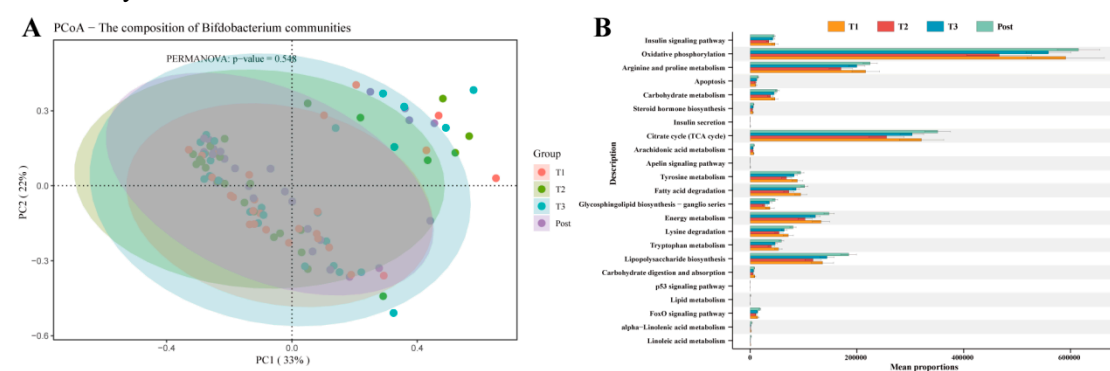 A
PCoA − The composition of Bifdobacterium communities
PERMANOVA: p−value = 0.548
0.3
0.0
−0.3
−0.6
PC2 ( 22% )
−0.4
0.0
0.4
PC1 ( 33% )
Group
T1
T2
T3
Post
B
T1 T2 T3 Post
Insulin signaling pathway
Oxidative phosphorylation
Arginine and proline metabolism
Apoptosis
Carbohydrate metabolism
Steroid hormone biosynthesis
Insulin secretion
Citrate cycle (TCA cycle)
Arachidonic acid metabolism
Apelin signaling pathway
Tyrosine metabolism
Fatty acid degradation
Glycosphingolipid biosynthesis − ganglio series
Energy metabolism
Lysine degradation
Tryptophan metabolism
Lipopolysaccharide biosynthesis
Carbohydrate digestion and absorption
p53 signaling pathway
Lipid metabolism
FoxO signaling pathway
alpha−Linolenic acid metabolism
Linoleic acid metabolism
Description
0 200000 400000 600000
Mean proportions